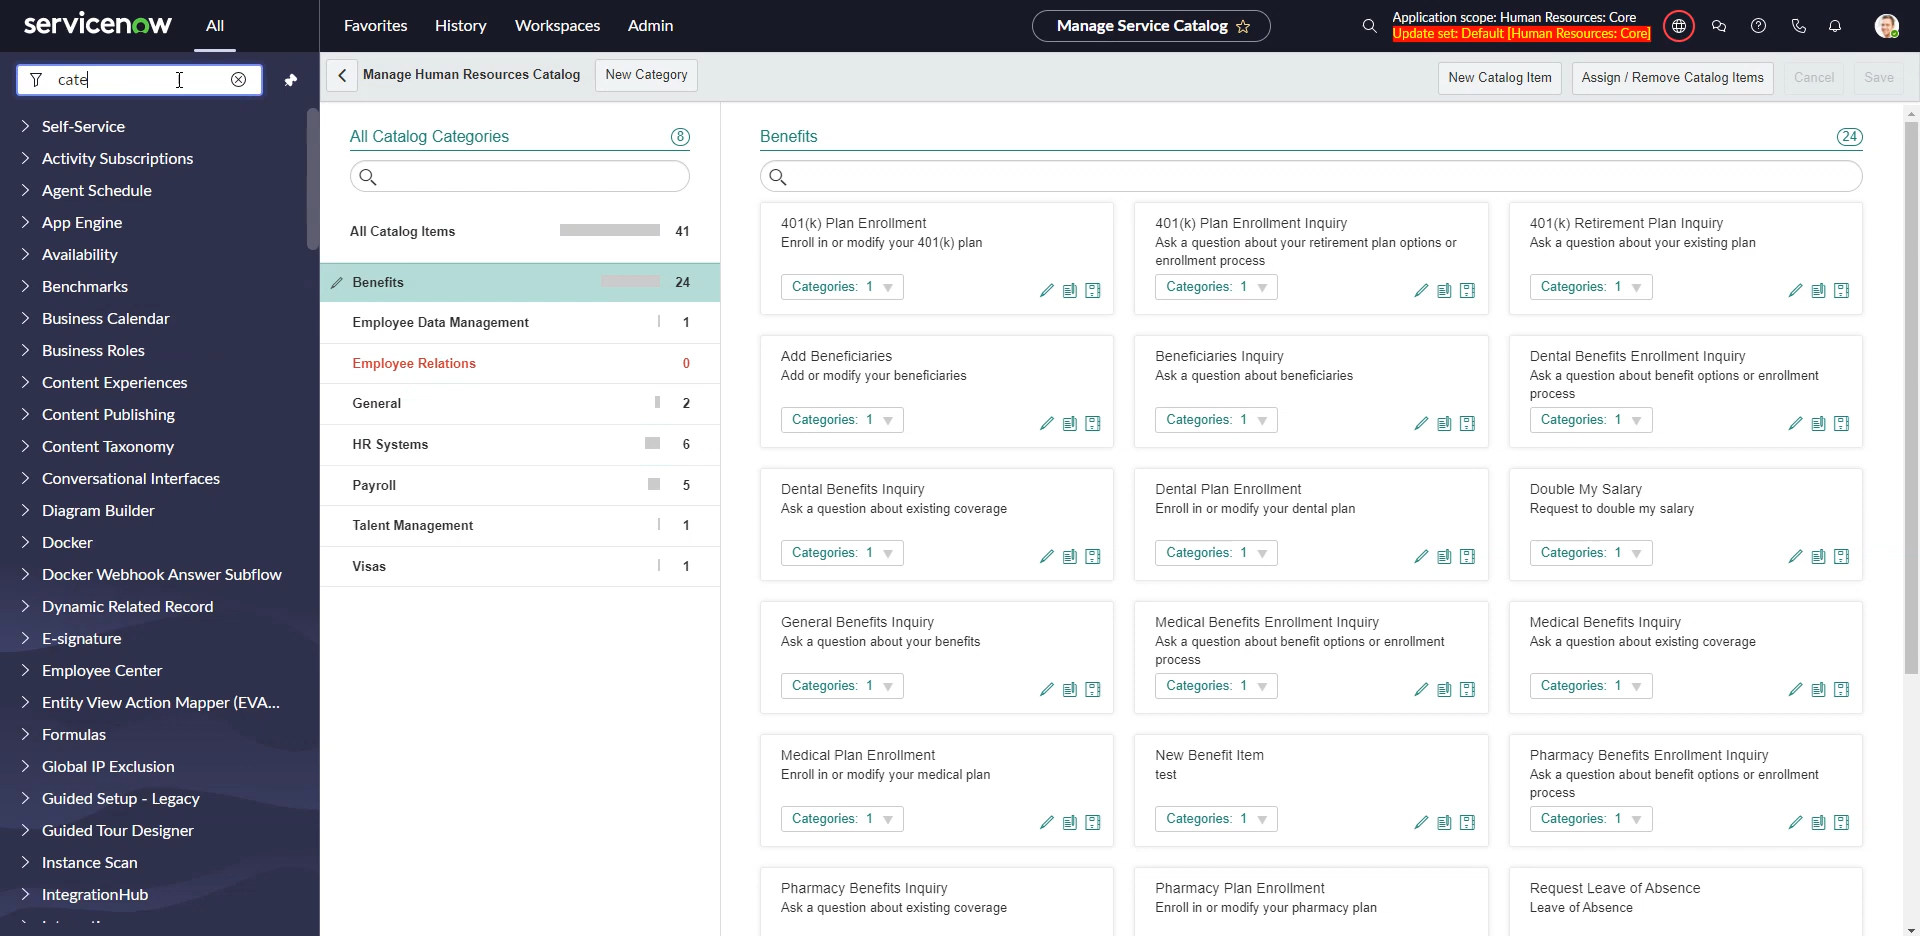 servicenow
All
Favorites
History
Workspaces
Admin
Manage Service Catalog
Application scope: Human Resources: Core
Update set: Default [Human Resources: Core]
cate
Manage Human Resources Catalog
New Category
New Catalog Item
Assign / Remove Catalog Items
Cancel
Save
Self-Service
Activity Subscriptions
Agent Schedule
App Engine
Availability
Benchmarks
Business Calendar
Business Roles
Content Experiences
Content Publishing
Content Taxonomy
Conversational Interfaces
Diagram Builder
Docker
Docker Webhook Answer Subflow
Dynamic Related Record
E-signature
Employee Center
Entity View Action Mapper (EVA...
Formulas
Global IP Exclusion
Guided Setup - Legacy
Guided Tour Designer
Instance Scan
IntegrationHub
All Catalog Categories 8
All Catalog Items 41
Benefits 24
Employee Data Management 1
Employee Relations 0
General 2
HR Systems 6
Payroll 5
Talent Management 1
Visas 1
Benefits 24
401(k) Plan Enrollment
Enroll in or modify your 401(k) plan
Categories: 1
401(k) Plan Enrollment Inquiry
Ask a question about your retirement plan options or
enrollment process
Categories: 1
401(k) Retirement Plan Inquiry
Ask a question about your existing plan
Categories: 1
Add Beneficiaries
Add or modify your beneficiaries
Categories: 1
Beneficiaries Inquiry
Ask a question about beneficiaries
Categories: 1
Dental Benefits Enrollment Inquiry
Ask a question about benefit options or enrollment
process
Categories: 1
Dental Benefits Inquiry
Ask a question about existing coverage
Categories: 1
Dental Plan Enrollment
Enroll in or modify your dental plan
Categories: 1
Double My Salary
Request to double my salary
Categories: 1
General Benefits Inquiry
Ask a question about your benefits
Categories: 1
Medical Benefits Enrollment Inquiry
Ask a question about benefit options or enrollment
process
Categories: 1
Medical Benefits Inquiry
Ask a question about existing coverage
Categories: 1
Medical Plan Enrollment
Enroll in or modify your medical plan
Categories: 1
New Benefit Item
test
Categories: 1
Pharmacy Benefits Enrollment Inquiry
Ask a question about benefit options or enrollment
process
Categories: 1
Pharmacy Benefits Inquiry
Ask a question about existing coverage
Pharmacy Plan Enrollment
Enroll in or modify your pharmacy plan
Request Leave of Absence
Leave of Absence